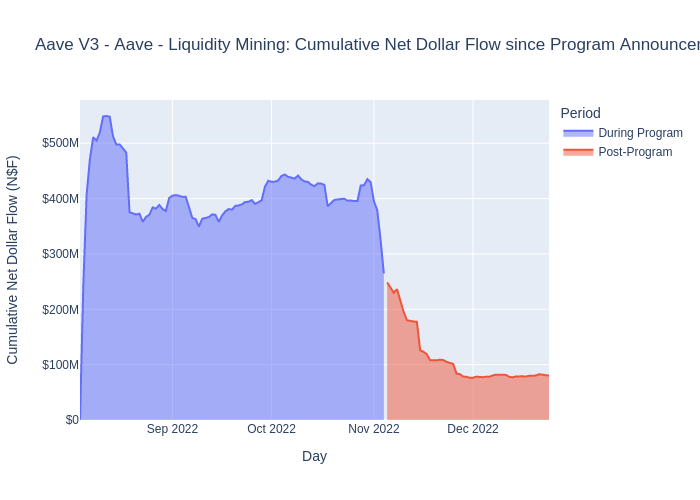 Aave V3 - Aave - Liquidity Mining: Cumulative Net Dollar Flow since Program
Period
During Program
Post-Program
Cumulative Net Dollar Flow (N$F)
$500M
$400M
$300M
$200M
$100M
$0
Sep 2022
Oct 2022
Nov 2022
Dec 2022
Day